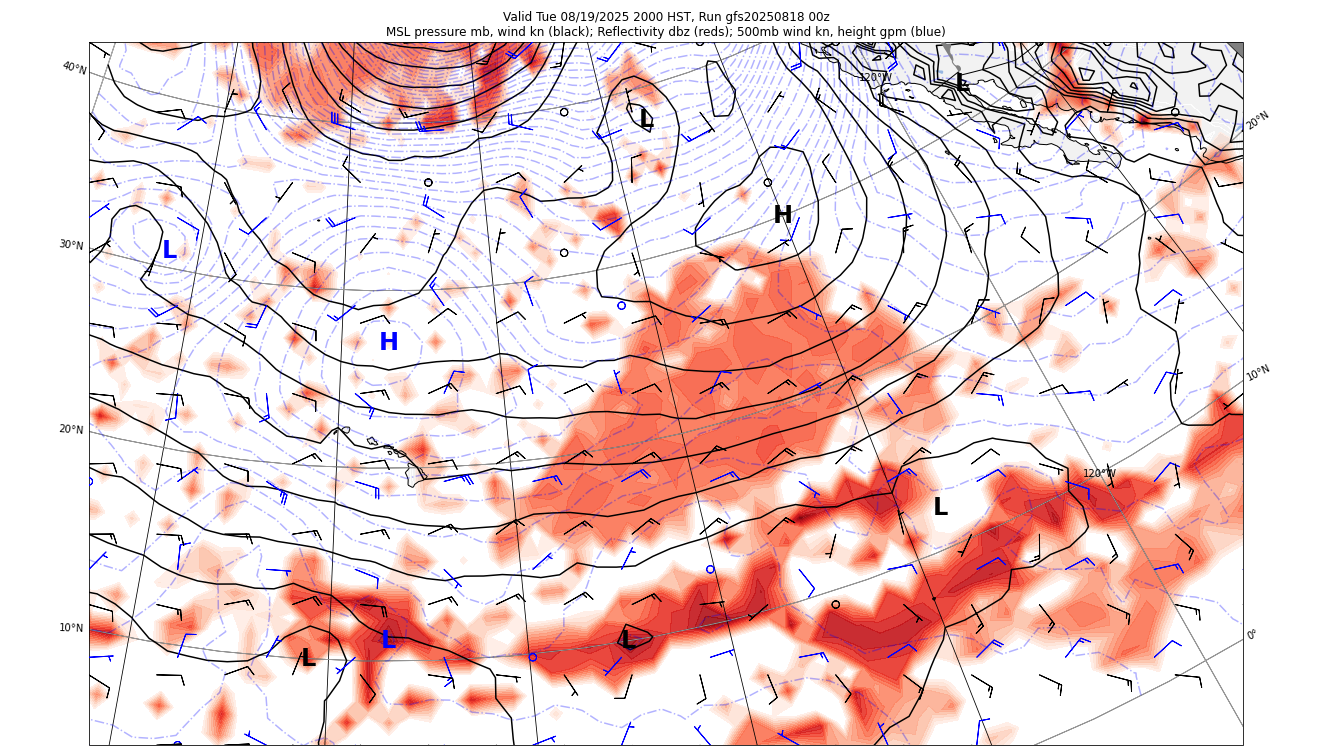 Valid Tue 08/19/2025 2000 HST, Run gfs20250818 00z
MSL pressure mb, wind kn (black); Reflectivity dbz (reds); 500mb wind kn, height gpm (blue)
40°N
120°W
L
L
20°N
H
30°N
L
H
10°N
20°N
120°W
L
10°N
L
L
L
0°